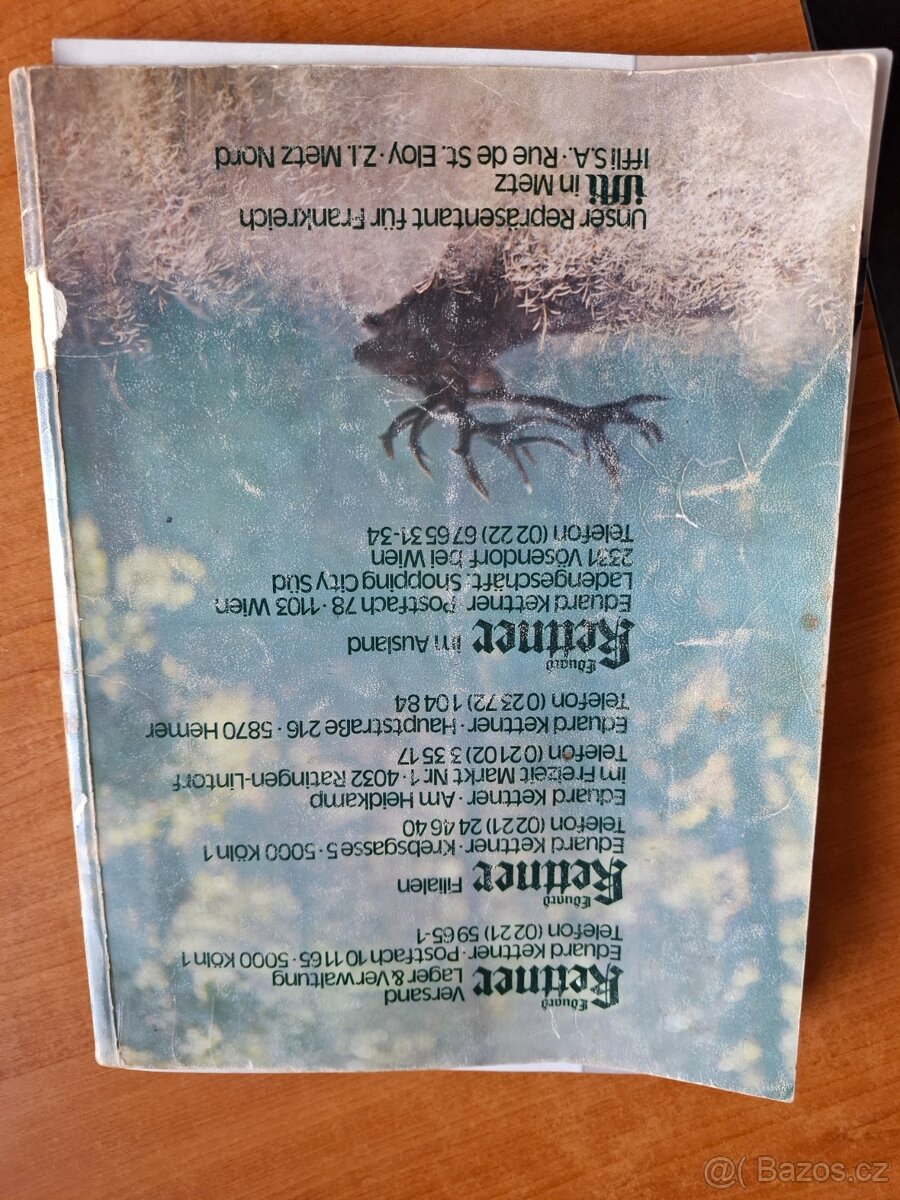 Eduard
Kettner Versand
Lager & Verwaltung
Eduard Kettner · Postfach 10 11 65 · 5000 Köln 1
Telefon (02 21) 59 65-1
Eduard
Kettner Filialen
Eduard Kettner · Krebsgasse 5 · 5000 Köln 1
Telefon (02 21) 24 46 40
Eduard Kettner · Am Heidkamp
im Freizeit Markt Nr. 1 · 4032 Ratingen-Lintorf
Telefon (0 21 02) 3 35 17
Eduard Kettner · Hauptstraße 216 · 5870 Hemer
Telefon (0 23 72) 1 04 84
Eduard
Kettner im Ausland
Eduard Kettner · Postfach 78 · 1103 Wien
Ladengeschäft: Shopping City Süd
2331 Vösendorf bei Wien
Telefon (02 22) 67 65 31-34
Unser Repräsentant für Frankreich
iffli in Metz
Iffli S.A. · Rue de St. Eloy · Z.I. Metz Nord
@( Bazos.cz